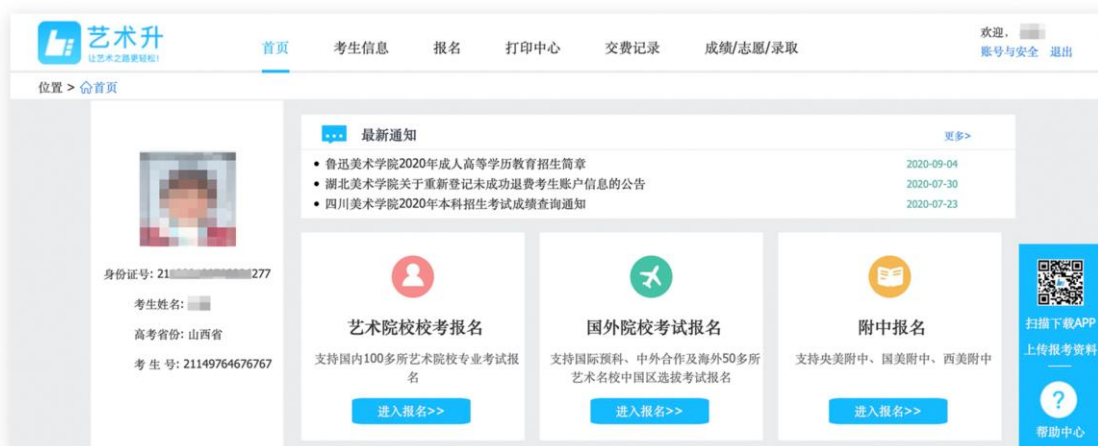 艺术升
让艺术之路更轻松!
首页 考生信息 报名 打印中心 交费记录 成绩/志愿/录取
欢迎,
账号与安全 退出
位置 > 首页
最新通知 更多>
• 鲁迅美术学院2020年成人高等学历教育招生简章 2020-09-04
• 湖北美术学院关于重新登记未成功退费考生账户信息的公告 2020-07-30
• 四川美术学院2020年本科招生考试成绩查询通知 2020-07-23
身份证号: 21 277
考生姓名:
高考省份: 山西省
考 生 号: 21149764676767
艺术院校校考报名
支持国内100多所艺术院校专业考试报
名
进入报名>>
国外院校考试报名
支持国际预科、中外合作及海外50多所
艺术名校中国区选拔考试报名
进入报名>>
附中报名
支持央美附中、国美附中、西美附中
进入报名>>
扫描下载APP
上传报考资料
?
帮助中心